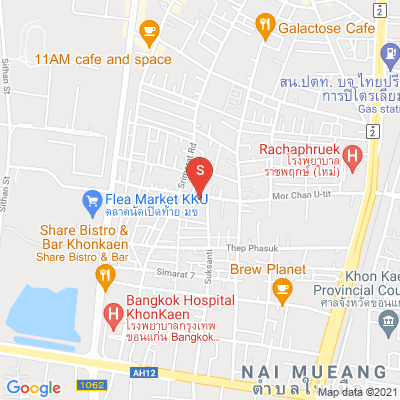 Galactose Cafe
11AM cafe and space
Sithan St
สน.ปตท. บจ.ไทยปรี
การปิโตรเลียม
Gas stati
2
Srimarat Rd
Rachaphruek
โรงพยาบาล
ราชพฤกษ์ (ใหม่)
2
S
Sithan St
Flea Market KKU
ตลาดนัดเปิดท้าย มข
Mor Chan U-tit
Share Bistro &
Bar Khonkaen
Share Bistro & Bar
Thep Phasuk
Suksanti
Simarat 7
Brew Planet
Khon Kae
Provincial Cou
ศาลจังหวัดขอนแก่
Bangkok Hospital
KhonKaen
โรงพยาบาลกรุงเทพ
ขอนแก่น Bangkok...
AH12
NAI MUEANG
1062
Google
Map data ©2021